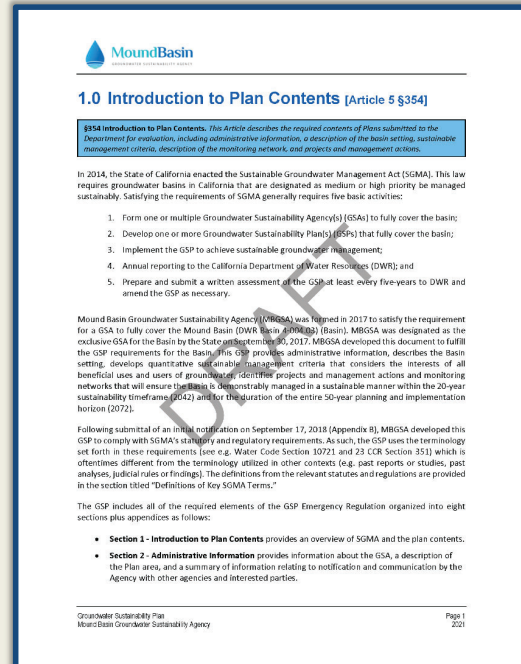 MoundBasin
GROUNDWATER SUSTAINABILITY AGENCY
1.0 Introduction to Plan Contents [Article 5 §354]
§354 Introduction to Plan Contents. This Article describes the required contents of Plans submitted to the
Department for evaluation, including administrative information, a description of the basin setting, sustainable
management criteria, description of the monitoring network, and projects and management actions.
In 2014, the State of California enacted the Sustainable Groundwater Management Act (SGMA). This law
requires groundwater basins in California that are designated as medium or high priority be managed
sustainably. Satisfying the requirements of SGMA generally requires five basic activities:
1. Form one or multiple Groundwater Sustainability Agency(s) (GSAs) to fully cover the basin;
2. Develop one or more Groundwater Sustainability Plan(s) (GSPs) that fully cover the basin;
3. Implement the GSP to achieve sustainable groundwater management;
4. Annual reporting to the California Department of Water Resources (DWR); and
5. Prepare and submit a written assessment of the GSP at least every five-years to DWR and
amend the GSP as necessary.
Mound Basin Groundwater Sustainability Agency (MBGSA) was formed in 2017 to satisfy the requirement
for a GSA to fully cover the Mound Basin (DWR Basin 4-004.03) (Basin). MBGSA was designated as the
exclusive GSA for the Basin by the State on September 30, 2017. MBGSA developed this document to fulfill
the GSP requirements for the Basin. This GSP provides administrative information, describes the Basin
setting, develops quantitative sustainable management criteria that considers the interests of all
beneficial uses and users of groundwater, identifies projects and management actions and monitoring
networks that will ensure the Basin is demonstrably managed in a sustainable manner within the 20-year
sustainability timeframe (2042) and for the duration of the entire 50-year planning and implementation
horizon (2072).
Following submittal of an initial notification on September 17, 2018 (Appendix B), MBGSA developed this
GSP to comply with SGMA's statutory and regulatory requirements. As such, the GSP uses the terminology
set forth in these requirements (see e.g. Water Code Section 10721 and 23 CCR Section 351) which is
oftentimes different from the terminology utilized in other contexts (e.g. past reports or studies, past
analyses, judicial rules or findings). The definitions from the relevant statutes and regulations are provided
in the section titled "Definitions of Key SGMA Terms."
The GSP includes all of the required elements of the GSP Emergency Regulation organized into eight
sections plus appendices as follows:
• Section 1 - Introduction to Plan Contents provides an overview of SGMA and the plan contents.
• Section 2 - Administrative Information provides information about the GSA, a description of
the Plan area, and a summary of information relating to notification and communication by the
Agency with other agencies and interested parties.
DRAFT
Groundwater Sustainability Plan Page 1
Mound Basin Groundwater Sustainability Agency 2021